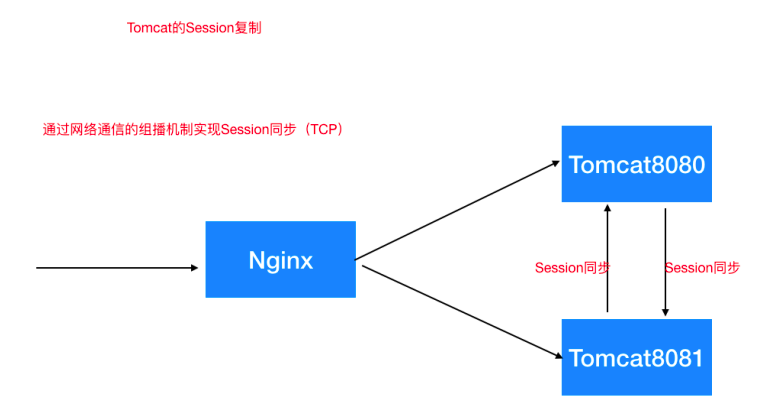 Tomcat的Session复制
通过网络通信的组播机制实现Session同步（TCP）
Tomcat8080
Nginx
Session同步
Session同步
Tomcat8081